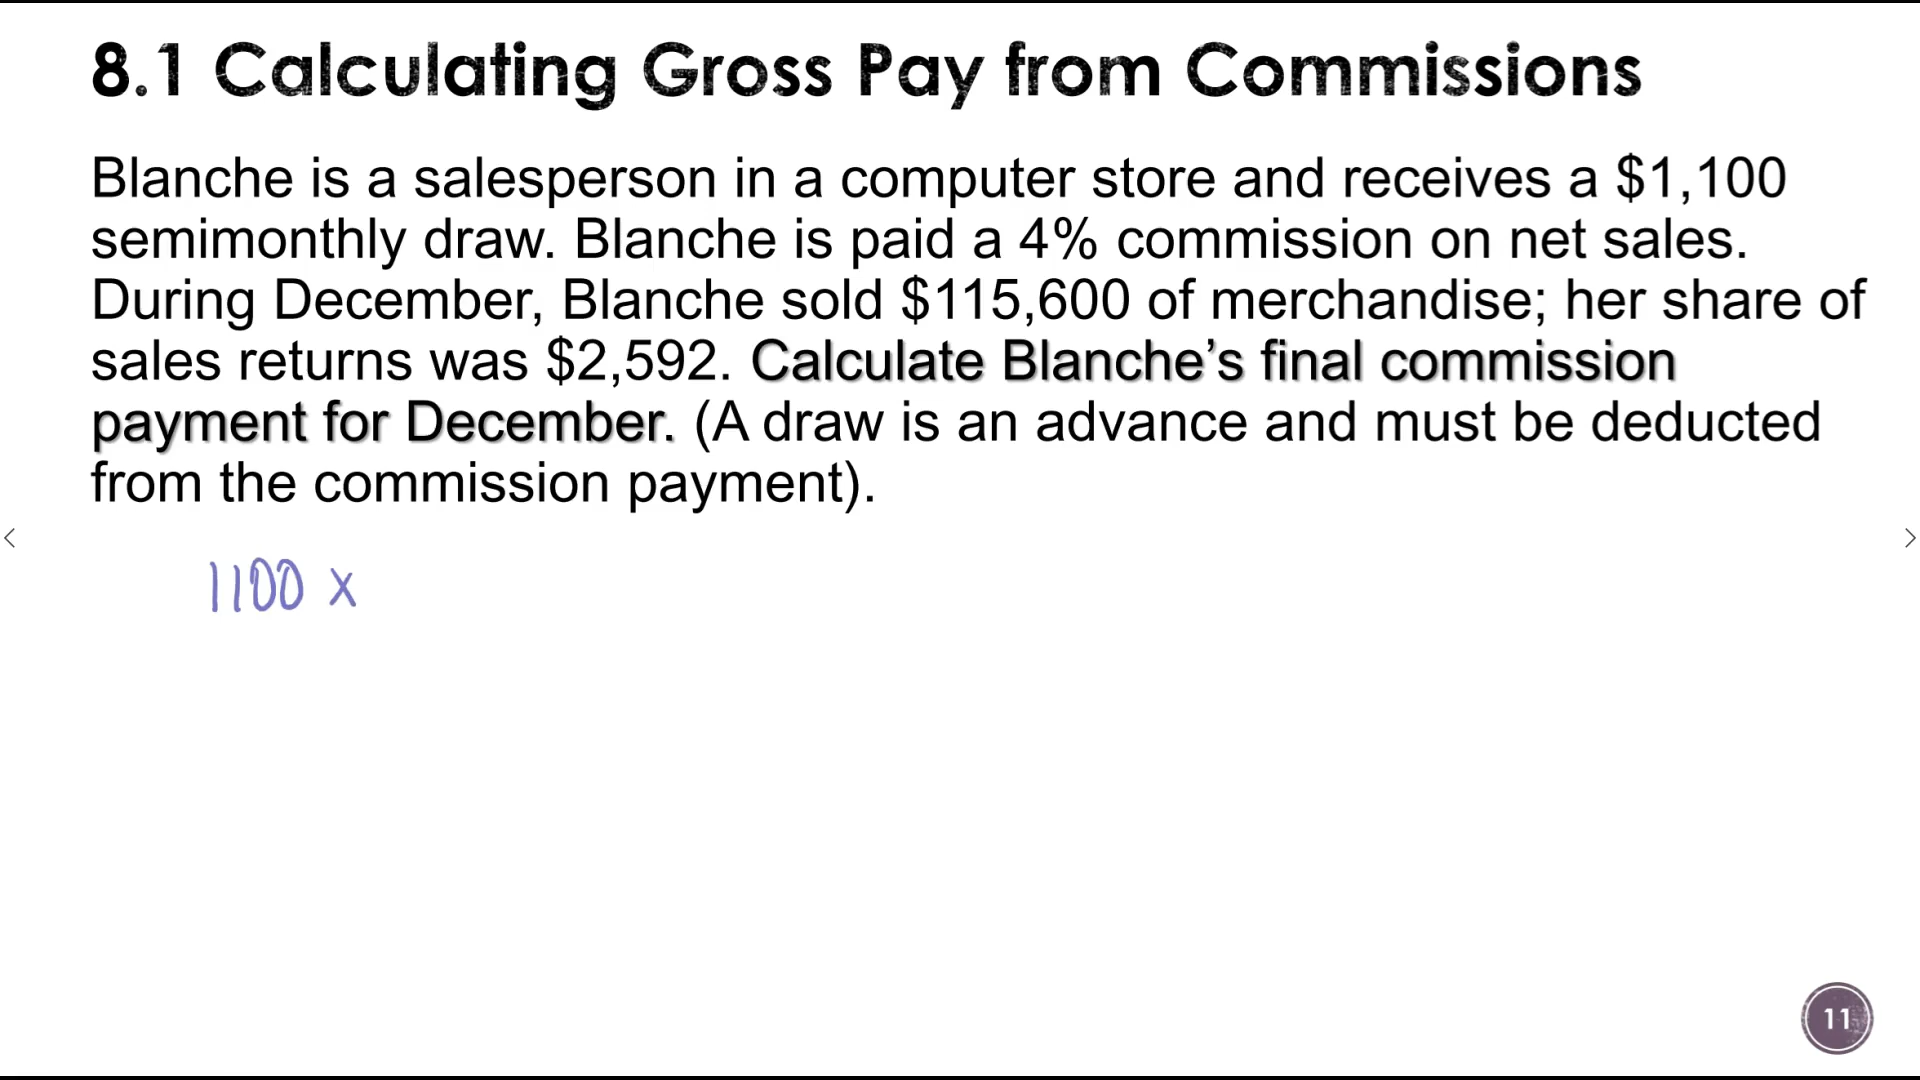 8.1 Calculating Gross Pay from Commissions
Blanche is a salesperson in a computer store and receives a $1,100
semimonthly draw. Blanche is paid a 4% commission on net sales.
During December, Blanche sold $115,600 of merchandise; her share of
sales returns was $2,592. Calculate Blanche’s final commission
payment for December. (A draw is an advance and must be deducted
from the commission payment).
1100 x
11